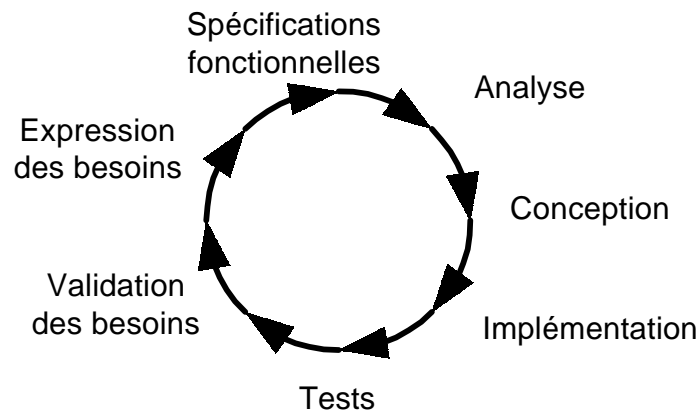 Spécifications
fonctionnelles
Analyse
Expression
des besoins
Conception
Validation
des besoins
Implémentation
Tests